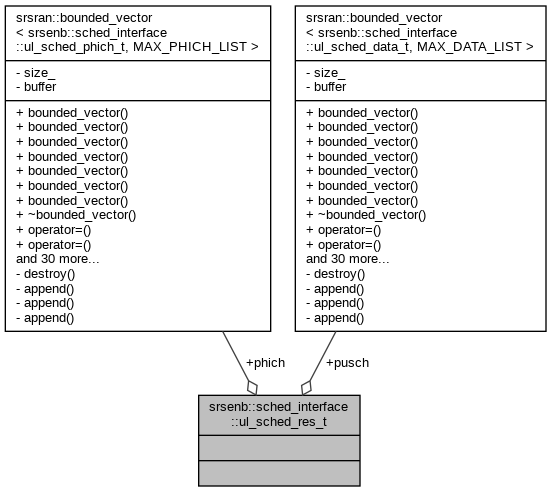 srsran::bounded_vector
< srsenb::sched_interface
::ul_sched_phich_t, MAX_PHICH_LIST >
- size_
- buffer
+ bounded_vector()
+ bounded_vector()
+ bounded_vector()
+ bounded_vector()
+ bounded_vector()
+ bounded_vector()
+ bounded_vector()
+ ~bounded_vector()
+ operator=()
+ operator=()
and 30 more...
- destroy()
- append()
- append()
- append()
srsran::bounded_vector
< srsenb::sched_interface
::ul_sched_data_t, MAX_DATA_LIST >
- size_
- buffer
+ bounded_vector()
+ bounded_vector()
+ bounded_vector()
+ bounded_vector()
+ bounded_vector()
+ bounded_vector()
+ bounded_vector()
+ ~bounded_vector()
+ operator=()
+ operator=()
and 30 more...
- destroy()
- append()
- append()
- append()
+phich
+pusch
srsenb::sched_interface
::ul_sched_res_t